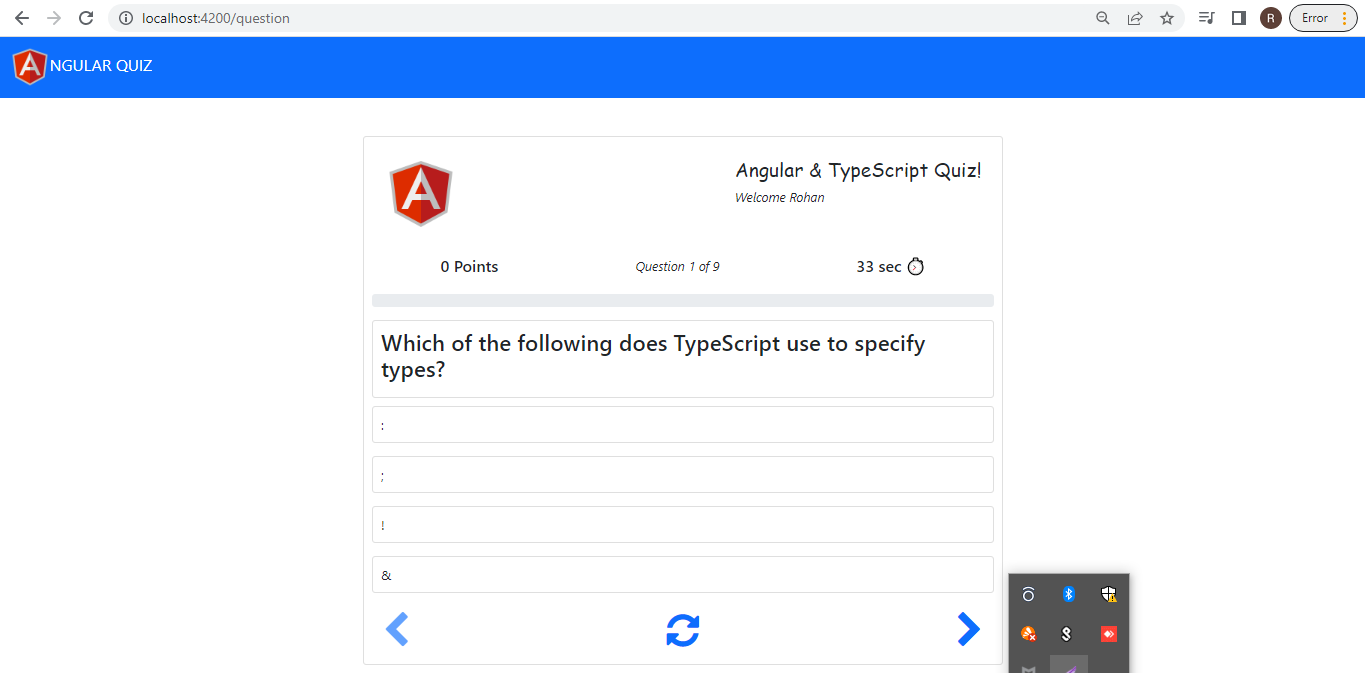 localhost:4200/question
R
Error
NGULAR QUIZ
A
Angular & TypeScript Quiz!
Welcome Rohan
0 Points
Question 1 of 9
33 sec
Which of the following does TypeScript use to specify
types?
:
;
!
&